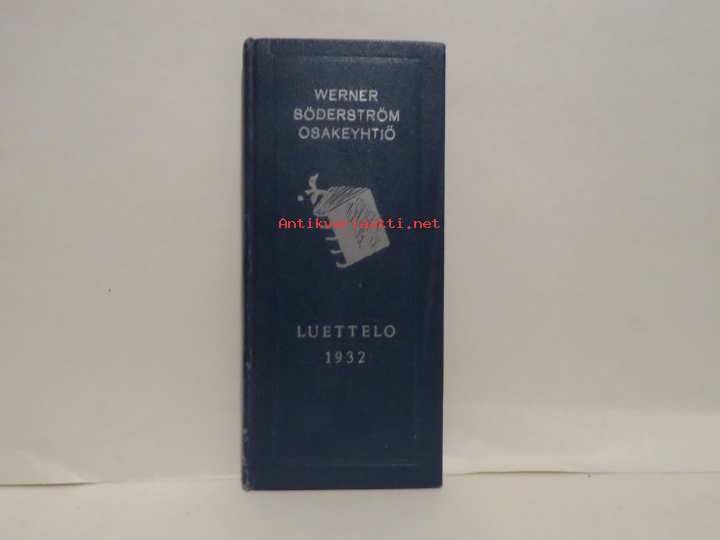 WERNER
SÖDERSTRÖM
OSAKEYHTIÖ
Antikvariaatti.net
LUETTELO
1932